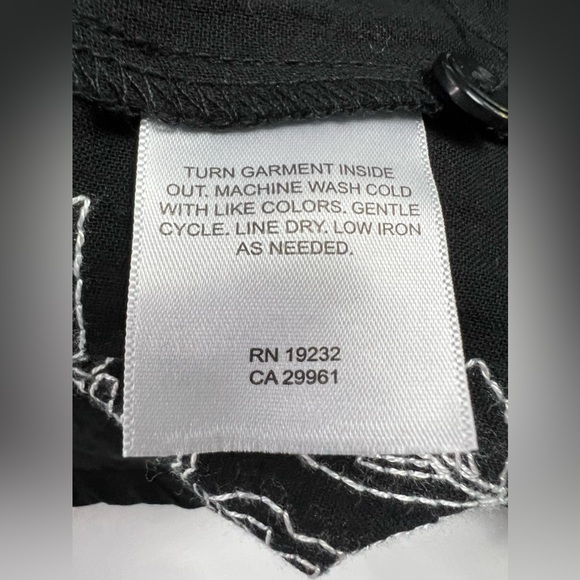 TURN GARMENT INSIDE
OUT. MACHINE WASH COLD
WITH LIKE COLORS. GENTLE
CYCLE. LINE DRY. LOW IRON
AS NEEDED.
RN 19232
CA 29961